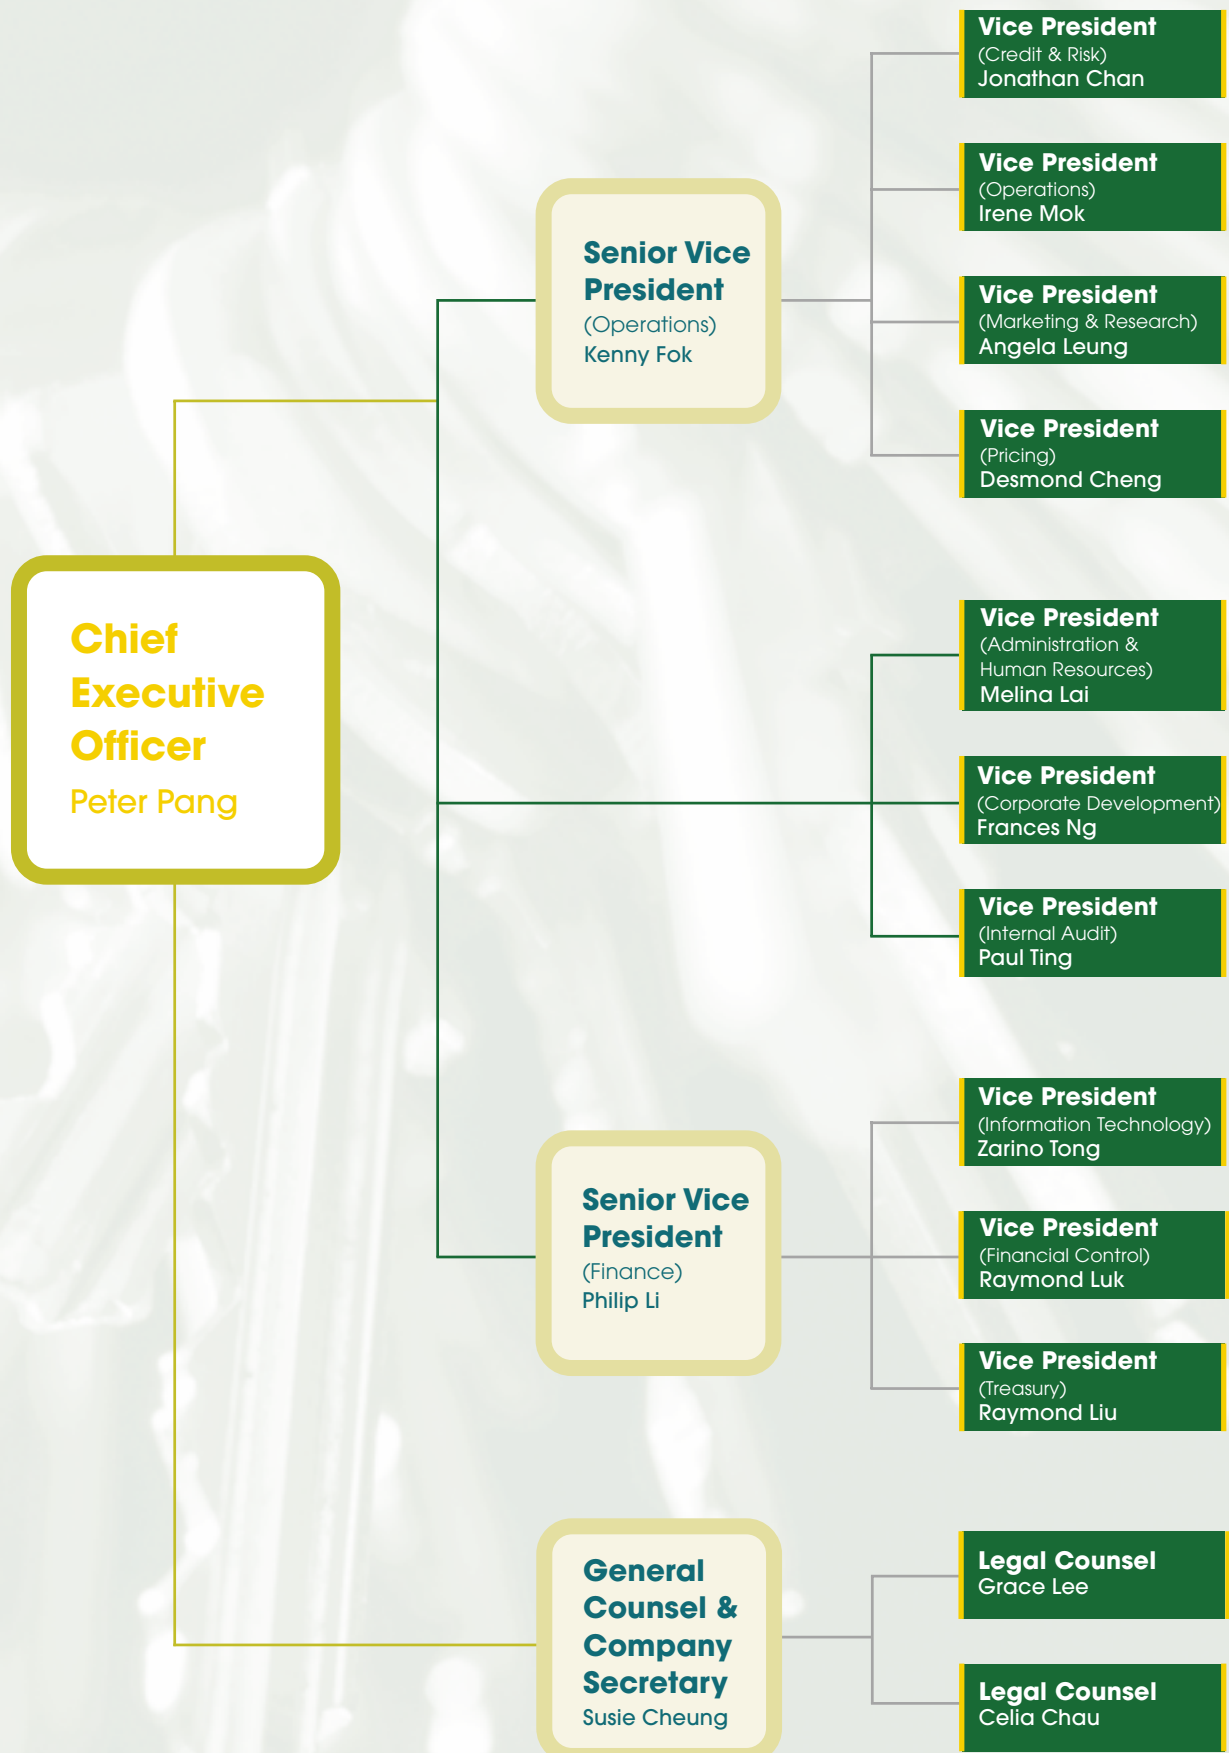 Chief
Executive
Officer
Peter Pang
Senior Vice
President
(Operations)
Kenny Fok
Vice President
(Credit & Risk)
Jonathan Chan
Vice President
(Operations)
Irene Mok
Vice President
(Marketing & Research)
Angela Leung
Vice President
(Pricing)
Desmond Cheng
Vice President
(Administration &
Human Resources)
Melina Lai
Vice President
(Corporate Development)
Frances Ng
Vice President
(Internal Audit)
Paul Ting
Senior Vice
President
(Finance)
Philip Li
Vice President
(Information Technology)
Zarino Tong
Vice President
(Financial Control)
Raymond Luk
Vice President
(Treasury)
Raymond Liu
General
Counsel &
Company
Secretary
Susie Cheung
Legal Counsel
Grace Lee
Legal Counsel
Celia Chau